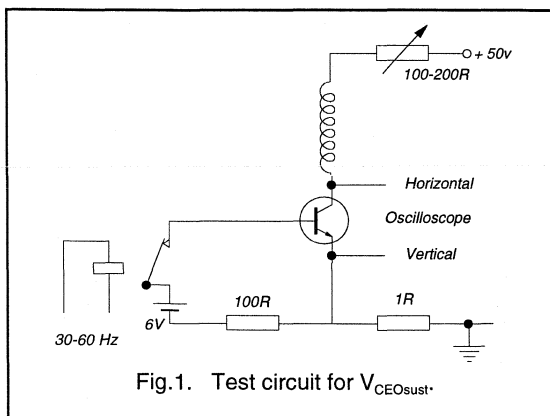 + 50v
100-200R
Horizontal
Oscilloscope
Vertical
100R
1R
6V
30-60 Hz
Fig.1. Test circuit for VCEOsust.